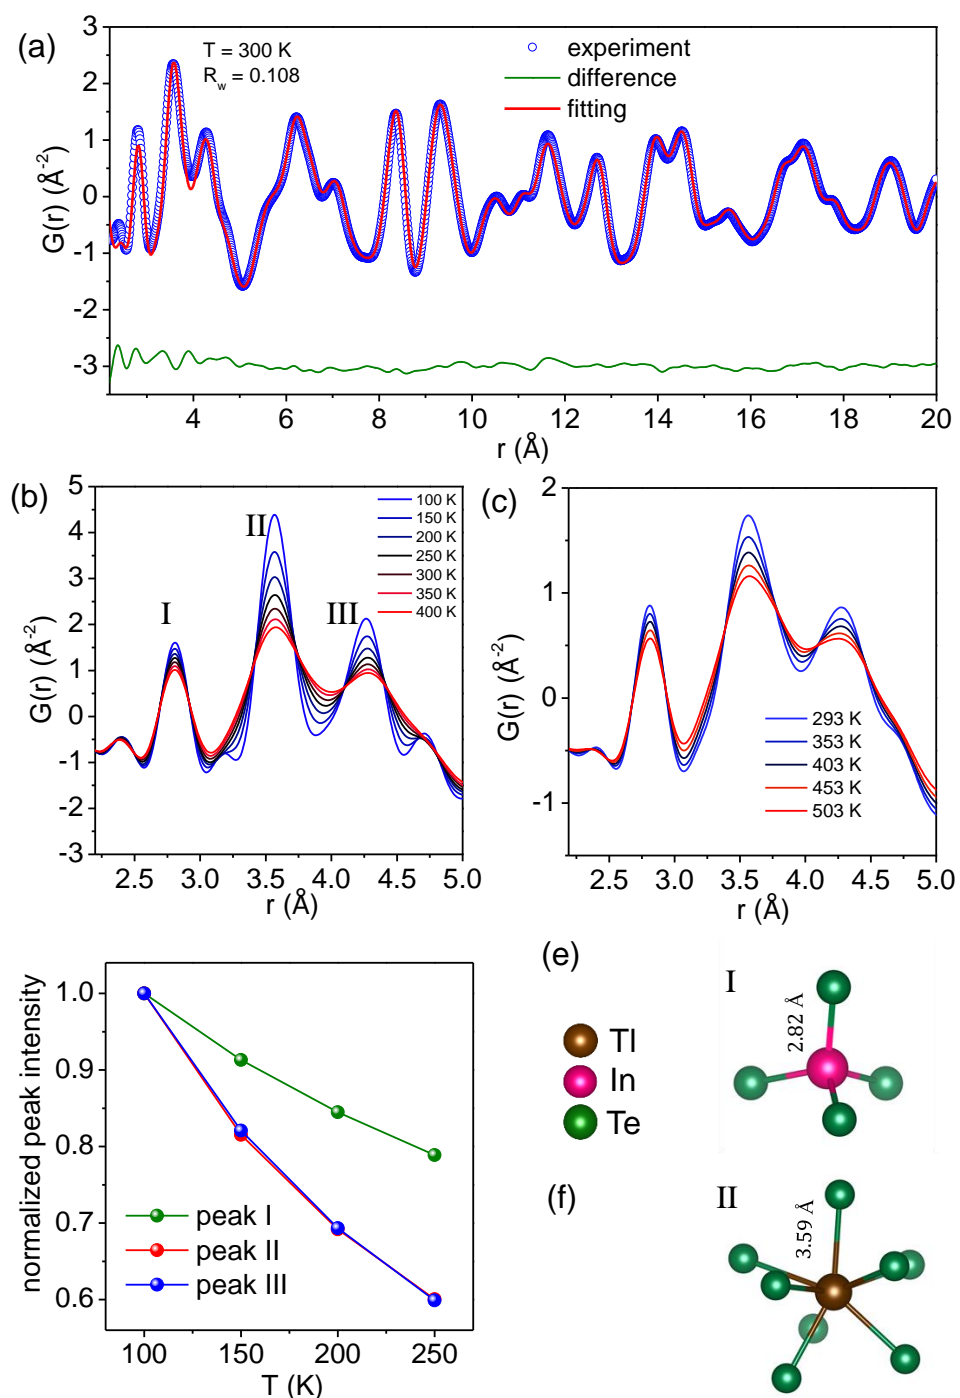 (a)
T = 300 K
R_w = 0.108
experiment
difference
fitting
G(r) (Å⁻²)
3
2
1
0
-1
-2
-3
4 6 8 10 12 14 16 18 20
r (Å)
(b)
I
II
III
100 K
150 K
200 K
250 K
300 K
350 K
400 K
G(r) (Å⁻²)
5
4
3
2
1
0
-1
-2
-3
2.5 3.0 3.5 4.0 4.5 5.0
r (Å)
(c)
293 K
353 K
403 K
453 K
503 K
G(r) (Å⁻²)
2
1
0
-1
2.5 3.0 3.5 4.0 4.5 5.0
r (Å)
normalized peak intensity
1.0
0.9
0.8
0.7
0.6
peak I
peak II
peak III
100 150 200 250
T (K)
(e)
I
2.82 Å
Tl
In
Te
(f)
II
3.59 Å